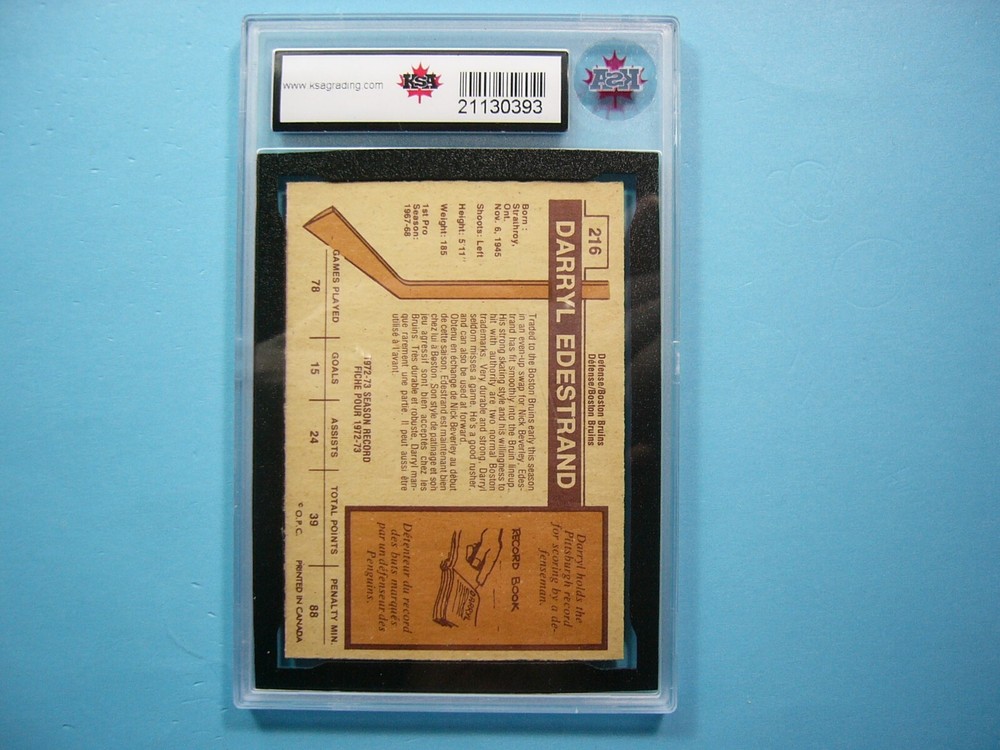 www.ksagrading.com
KSA
21130393
KSA
216
DARRYL EDESTRAND
Defense/Boston Bruins
Défense/Boston Bruins
Born:
Strathroy,
Ont.
Nov. 6, 1945
Shoots: Left
Height: 5'11"
Weight: 185
1st Pro
Season:
1967-68
Traded to the Boston Bruins early this season
in an even-up swap for Nick Beverley, Edes-
trand has fit smoothly into the Bruin lineup.
His strong skating style and his willingness to
hit with authority are two normal Boston
trademarks. Very durable and strong, Darryl
seldom misses a game. He's a good rusher,
and can also be used at forward.
Obtenu en échange de Nick Beverley au début
de cette saison, Edestrand est maintenant bien
chez lui à Boston. Son style de patinage et son
jeu agressif sont bien acceptés chez les
Bruins. Très durable et robuste, Darryl man-
que rarement une partie. Il peut aussi être
utilisé à l'avant.
1972-73 SEASON RECORD
FICHE POUR 1972-73
GAMES PLAYED GOALS ASSISTS TOTAL POINTS PENALTY MIN.
78 15 24 39 88
© O.P.C. PRINTED IN CANADA
Darryl holds the
Pittsburgh record
for scoring by a de-
fenseman.
RECORD BOOK
DARRYL
Détenteur du record
des buts marqués
par un défenseur des
Penguins.